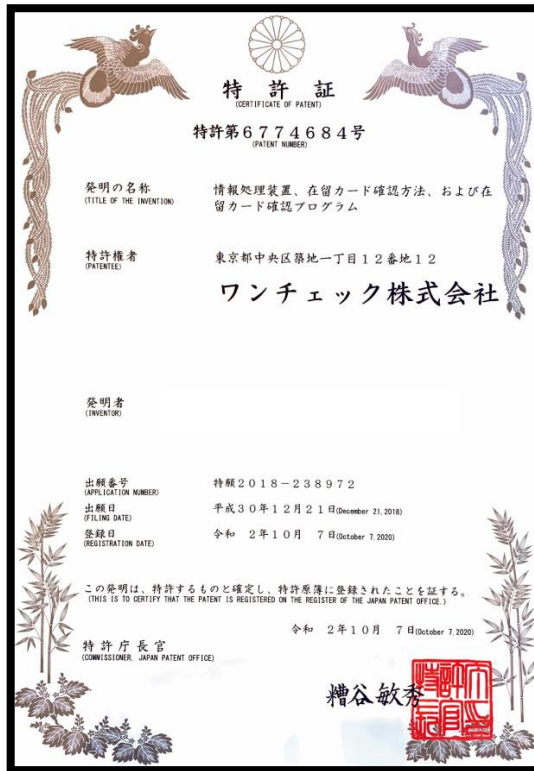 特許証
(CERTIFICATE OF PATENT)
特許第6774684号
(PATENT NUMBER)
発明の名称
(TITLE OF THE INVENTION)
情報処理装置、在留カード確認方法、および在
留カード確認プログラム
特許権者
(PATENTEE)
東京都中央区築地一丁目12番地12
ワンチェック株式会社
発明者
(INVENTOR)
出願番号
(APPLICATION NUMBER)
特願2018-238972
出願日
(FILING DATE)
平成30年12月21日(December 21,2018)
登録日
(REGISTRATION DATE)
令和 2年10月 7日(October 7,2020)
この発明は、特許するものと確定し、特許原簿に登録されたことを証する。
(THIS IS TO CERTIFY THAT THE PATENT IS REGISTERED ON THE REGISTER OF THE JAPAN PATENT OFFICE.)
令和 2年10月 7日(October 7,2020)
特許庁長官
(COMMISSIONER, JAPAN PATENT OFFICE)
糟谷敏秀